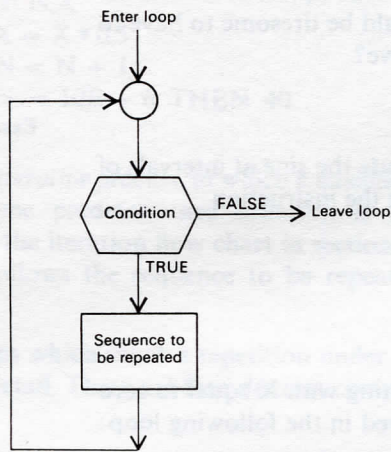 Enter loop
Condition
FALSE
Leave loop
TRUE
Sequence to
be repeated